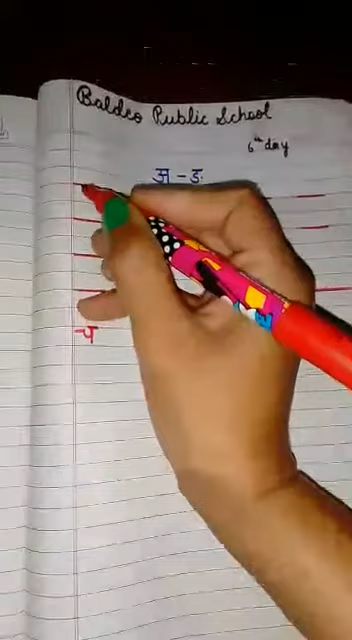 Baldeo Public School
6th day
अ - ड़
प